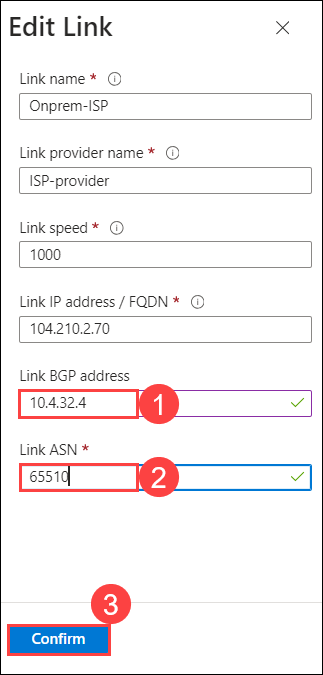 Edit Link
Link name *
Onprem-ISP
Link provider name *
ISP-provider
Link speed *
1000
Link IP address / FQDN *
104.210.2.70
Link BGP address
10.4.32.4
1
Link ASN *
65510
2
3
Confirm